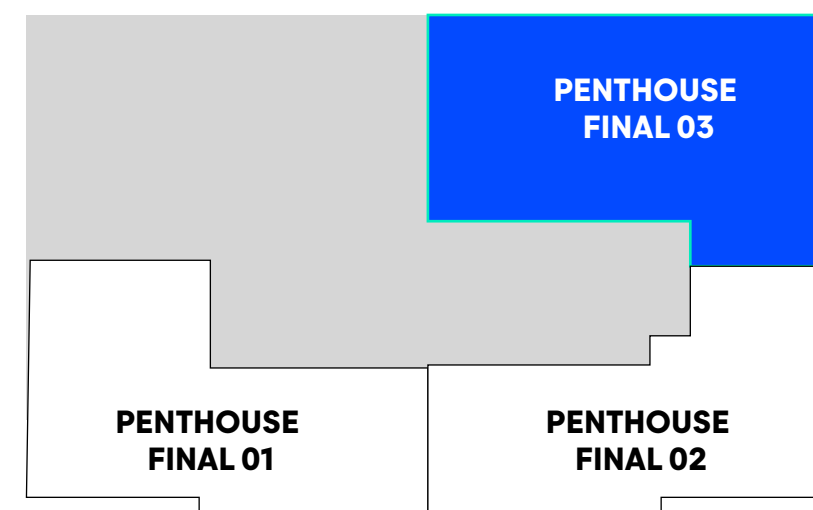 PENTHOUSE
FINAL 03
PENTHOUSE
FINAL 01
PENTHOUSE
FINAL 02